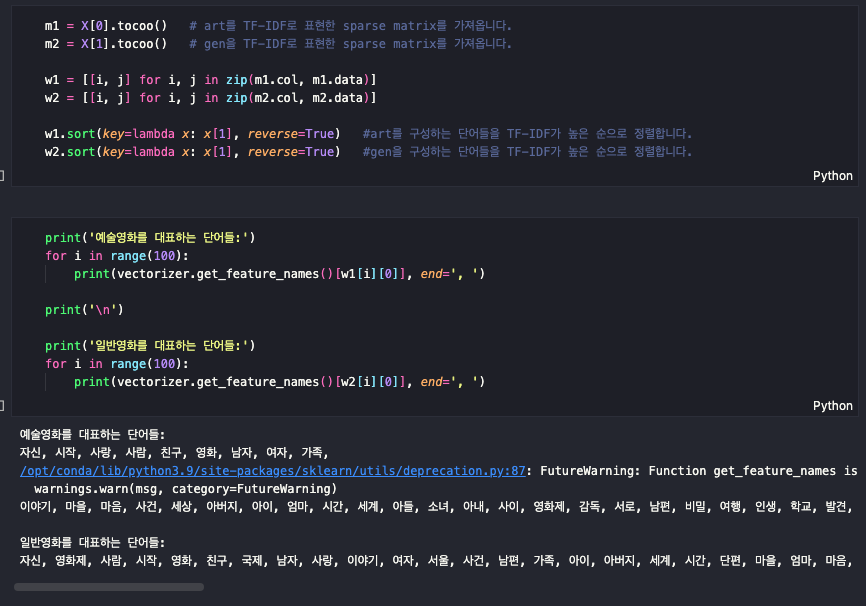 m1 = X[0].tocoo()   # art를 TF-IDF로 표현한 sparse matrix를 가져옵니다.
m2 = X[1].tocoo()   # gen을 TF-IDF로 표현한 sparse matrix를 가져옵니다.
w1 = [[i, j] for i, j in zip(m1.col, m1.data)]
w2 = [[i, j] for i, j in zip(m2.col, m2.data)]
w1.sort(key=lambda x: x[1], reverse=True)   #art를 구성하는 단어들을 TF-IDF가 높은 순으로 정렬합니다.
w2.sort(key=lambda x: x[1], reverse=True)   #gen을 구성하는 단어들을 TF-IDF가 높은 순으로 정렬합니다.
Python
print('예술영화를 대표하는 단어들:')
for i in range(100):
    print(vectorizer.get_feature_names()[w1[i][0]], end=', ')
print('\n')
print('일반영화를 대표하는 단어들:')
for i in range(100):
    print(vectorizer.get_feature_names()[w2[i][0]], end=', ')
Python
예술영화를 대표하는 단어들:
자신, 시작, 사랑, 사람, 친구, 영화, 남자, 여자, 가족,
/opt/conda/lib/python3.9/site-packages/sklearn/utils/deprecation.py:87: FutureWarning: Function get_feature_names is
  warnings.warn(msg, category=FutureWarning)
이야기, 마을, 마음, 사건, 세상, 아버지, 아이, 엄마, 시간, 세계, 아들, 소녀, 아내, 사이, 영화제, 감독, 서로, 남편, 비밀, 여행, 인생, 학교, 발견,
일반영화를 대표하는 단어들:
자신, 영화제, 사람, 시작, 영화, 친구, 국제, 남자, 사랑, 이야기, 여자, 서울, 사건, 남편, 가족, 아이, 아버지, 세계, 시간, 단편, 마을, 엄마, 마음,